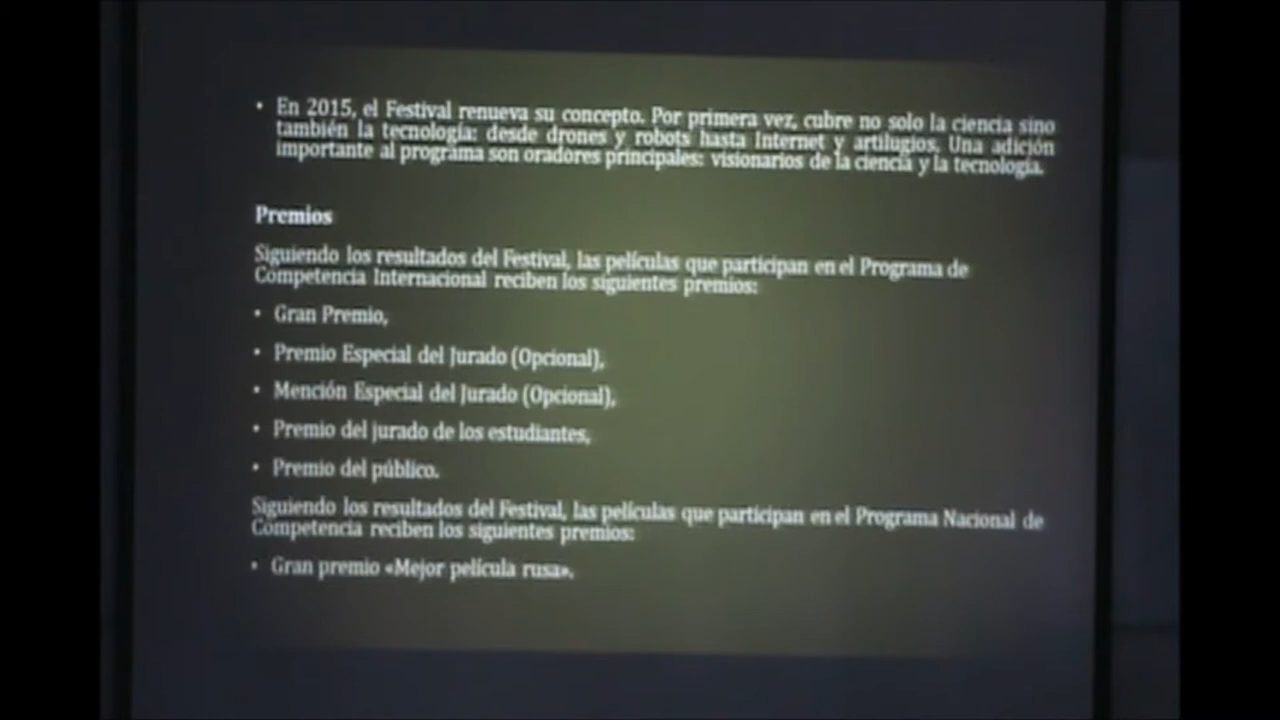 • En 2015, el Festival renueva su concepto. Por primera vez, cubre no solo la ciencia sino
también la tecnología: desde drones y robots hasta Internet y artilugios. Una adición
importante al programa son oradores principales: visionarios de la ciencia y la tecnología.
Premios
Siguiendo los resultados del Festival, las películas que participan en el Programa de
Competencia Internacional reciben los siguientes premios:
• Gran Premio,
• Premio Especial del Jurado (Opcional),
• Mención Especial del Jurado (Opcional),
• Premio del jurado de los estudiantes,
• Premio del público.
Siguiendo los resultados del Festival, las películas que participan en el Programa Nacional de
Competencia reciben los siguientes premios:
• Gran premio «Mejor película rusa».